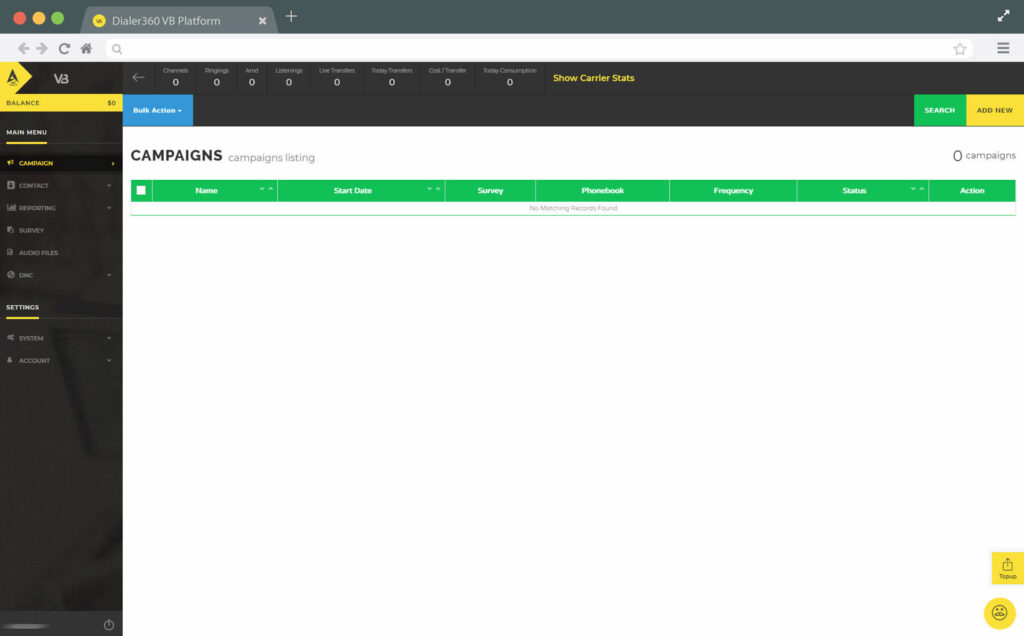 Dialer360 VB Platform
VB
Channels Ringings Amd Listenings Live Transfers Today Transfers Cost / Transfer Today Consumption
0 0 0 0 0 0 0 0
Show Carrier Stats
BALANCE $0
Bulk Action
SEARCH
ADD NEW
MAIN MENU
CAMPAIGN
CONTACT
REPORTING
SURVEY
AUDIO FILES
DNC
SETTINGS
SYSTEM
ACCOUNT
CAMPAIGNS campaigns listing
0 campaigns
Name Start Date Survey Phonebook Frequency Status Action
No Matching Records Found
Topup